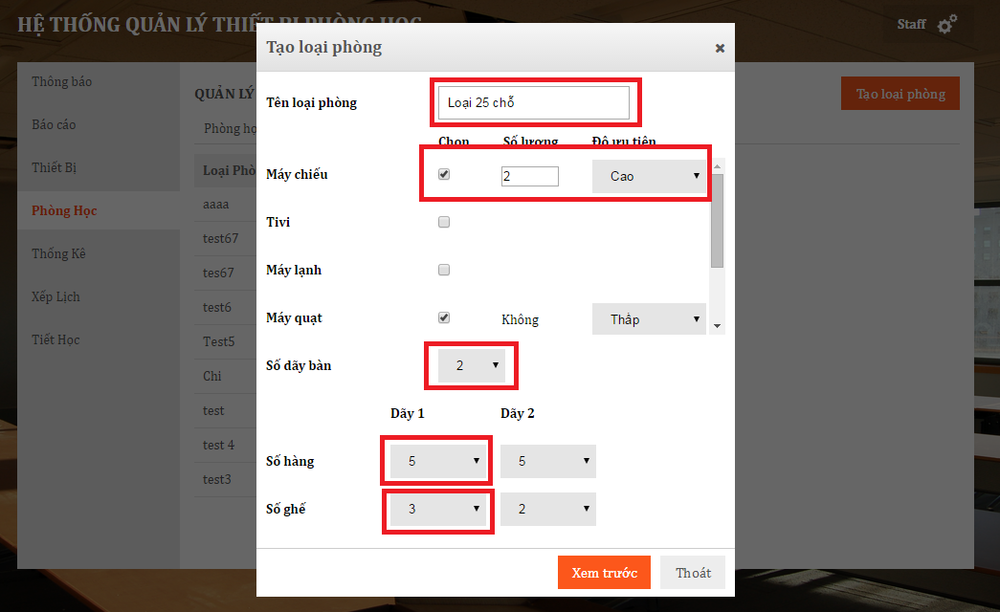 HỆ THỐNG QUẢN LÝ THIẾT BỊ PHÒNG HỌC
Staff
Tạo loại phòng
Thông báo
Báo cáo
Thiết Bị
Phòng Học
Thống Kê
Xếp Lịch
Tiết Học
QUẢN LÝ
Tạo loại phòng
Phòng họ
Loại Phò
aaaa
test67
tes67
test6
Test5
Chi
test
test 4
test3
Tên loại phòng
Loại 25 chỗ
Chọn Số lượng Độ ưu tiên
Máy chiếu 2 Cao
Tivi
Máy lạnh
Máy quạt Không Thấp
Số dãy bàn 2
Dãy 1 Dãy 2
Số hàng 5 5
Số ghế 3 2
Xem trước Thoát